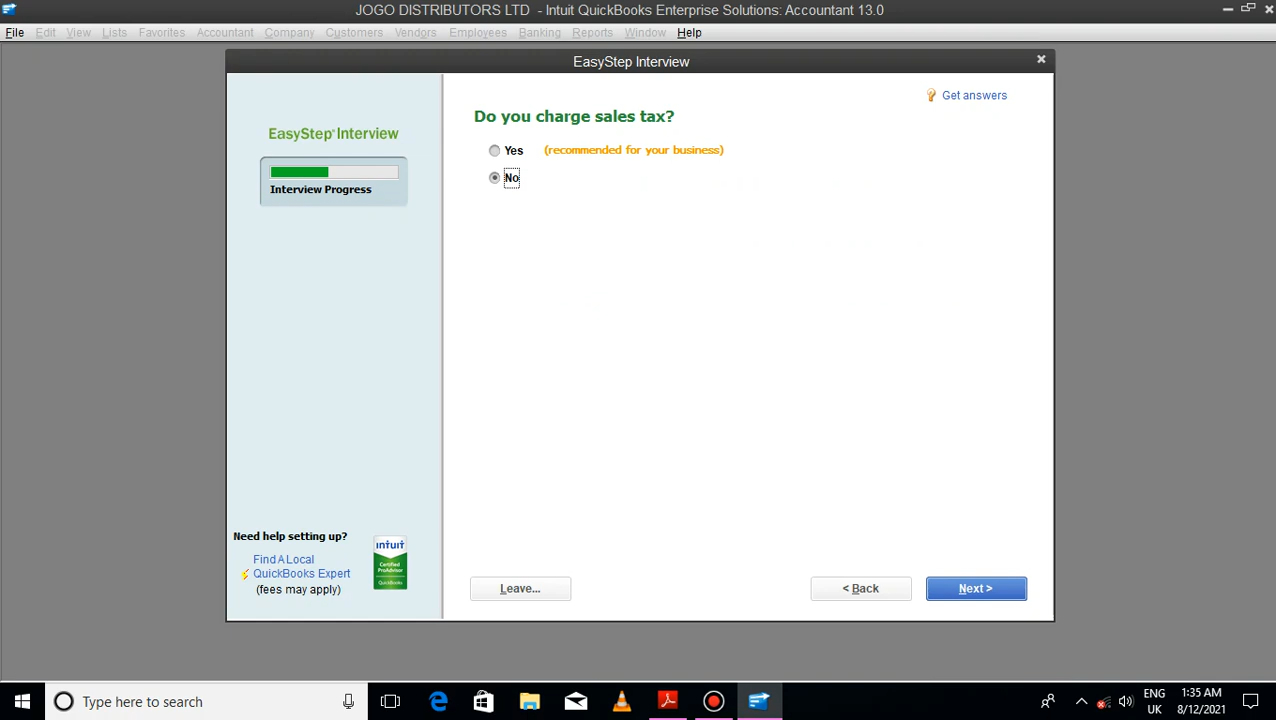 JOGO DISTRIBUTORS LTD - Intuit QuickBooks Enterprise Solutions: Accountant 13.0
File Edit View Lists Favorites Accountant Company Customers Vendors Employees Banking Reports Window Help
EasyStep Interview
Get answers
Do you charge sales tax?
EasyStep Interview
Yes (recommended for your business)
Interview Progress
No
Need help setting up?
Find A Local
QuickBooks Expert
(fees may apply)
intuit
Certified
ProAdvisor
QuickBooks
Leave...
< Back
Next >
Type here to search
ENG
UK
1:35 AM
8/12/2021